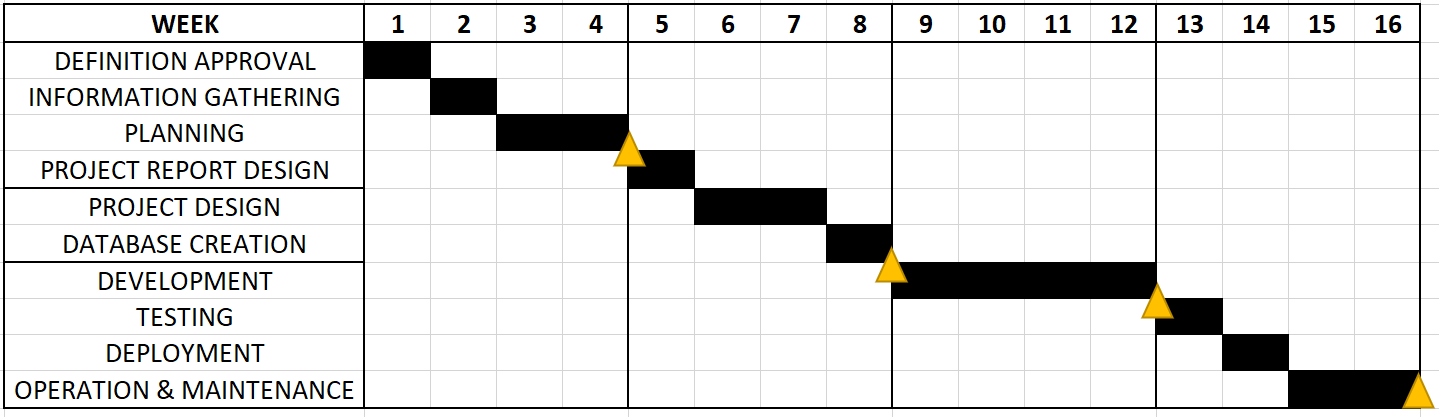 WEEK 1 2 3 4 5 6 7 8 9 10 11 12 13 14 15 16
DEFINITION APPROVAL
INFORMATION GATHERING
PLANNING
PROJECT REPORT DESIGN
PROJECT DESIGN
DATABASE CREATION
DEVELOPMENT
TESTING
DEPLOYMENT
OPERATION & MAINTENANCE